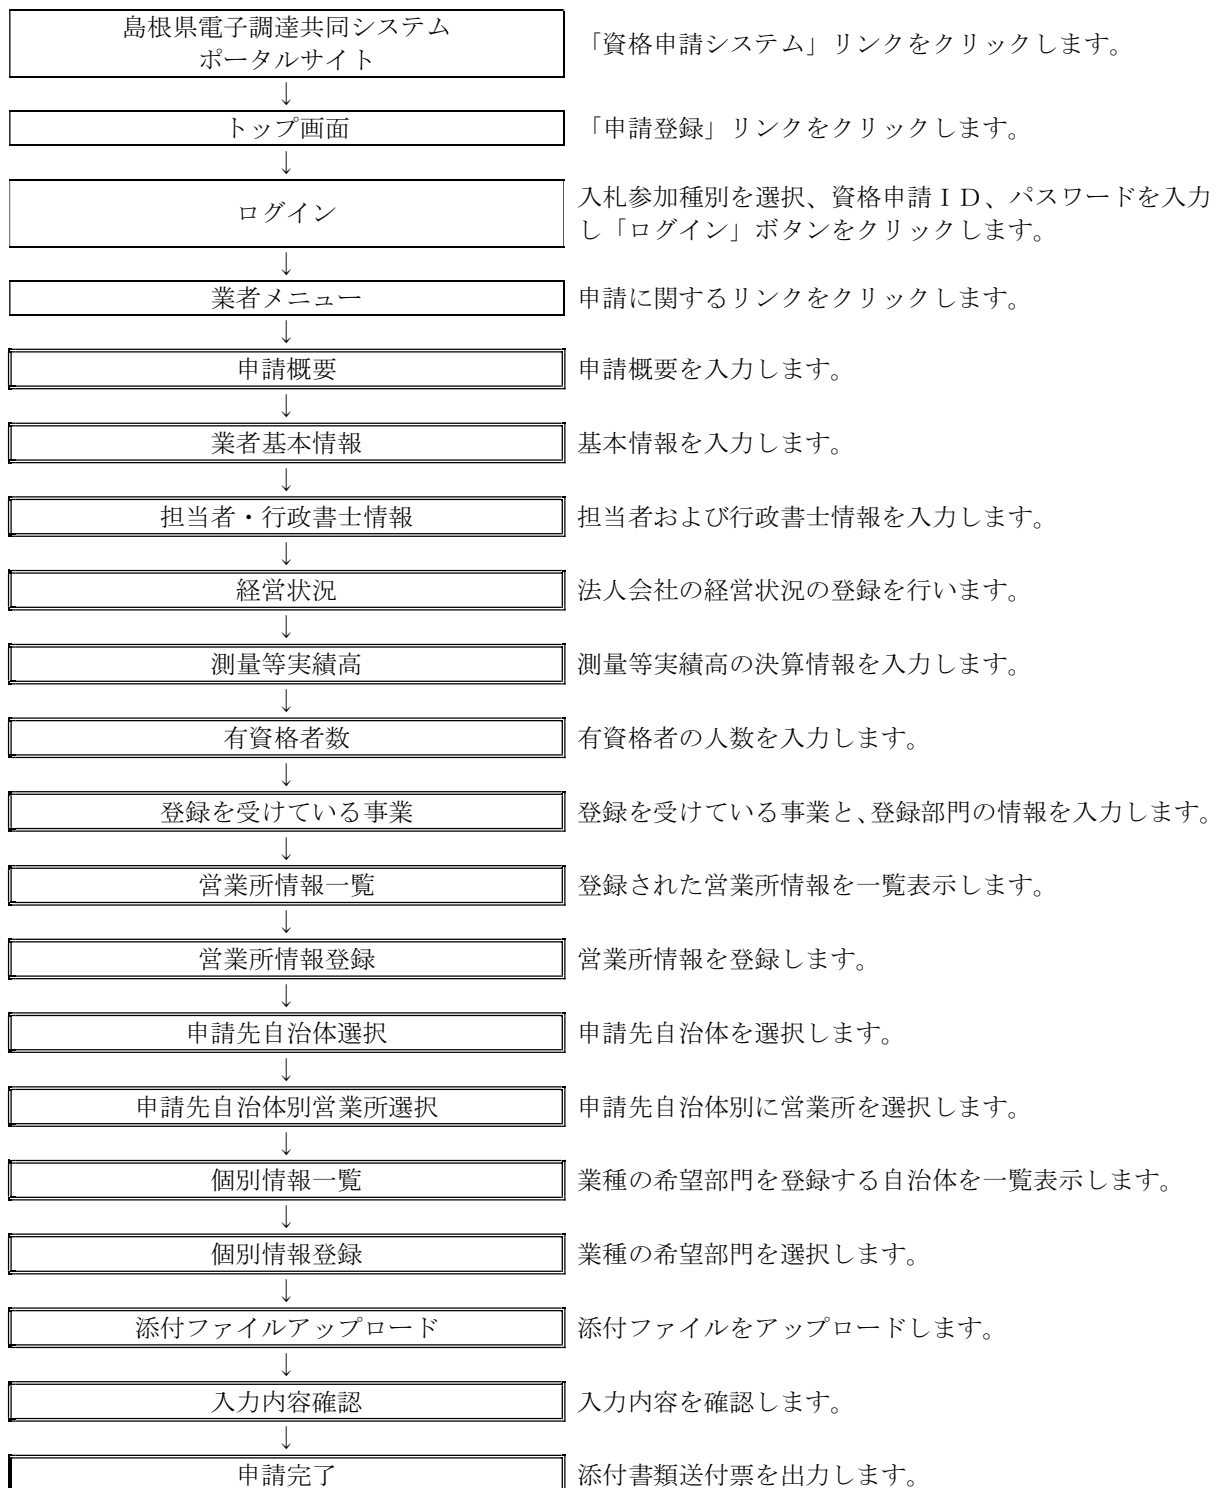 島根県電子調達共同システム
ポータルサイト
「資格申請システム」リンクをクリックします。
↓
トップ画面
「申請登録」リンクをクリックします。
↓
ログイン
入札参加種別を選択、資格申請ＩＤ、パスワードを入力
し「ログイン」ボタンをクリックします。
↓
業者メニュー
申請に関するリンクをクリックします。
↓
申請概要
申請概要を入力します。
↓
業者基本情報
基本情報を入力します。
↓
担当者・行政書士情報
担当者および行政書士情報を入力します。
↓
経営状況
法人会社の経営状況の登録を行います。
↓
測量等実績高
測量等実績高の決算情報を入力します。
↓
有資格者数
有資格者の人数を入力します。
↓
登録を受けている事業
登録を受けている事業と、登録部門の情報を入力します。
↓
営業所情報一覧
登録された営業所情報を一覧表示します。
↓
営業所情報登録
営業所情報を登録します。
↓
申請先自治体選択
申請先自治体を選択します。
↓
申請先自治体別営業所選択
申請先自治体別に営業所を選択します。
↓
個別情報一覧
業種の希望部門を登録する自治体を一覧表示します。
↓
個別情報登録
業種の希望部門を選択します。
↓
添付ファイルアップロード
添付ファイルをアップロードします。
↓
入力内容確認
入力内容を確認します。
↓
申請完了
添付書類送付票を出力します。